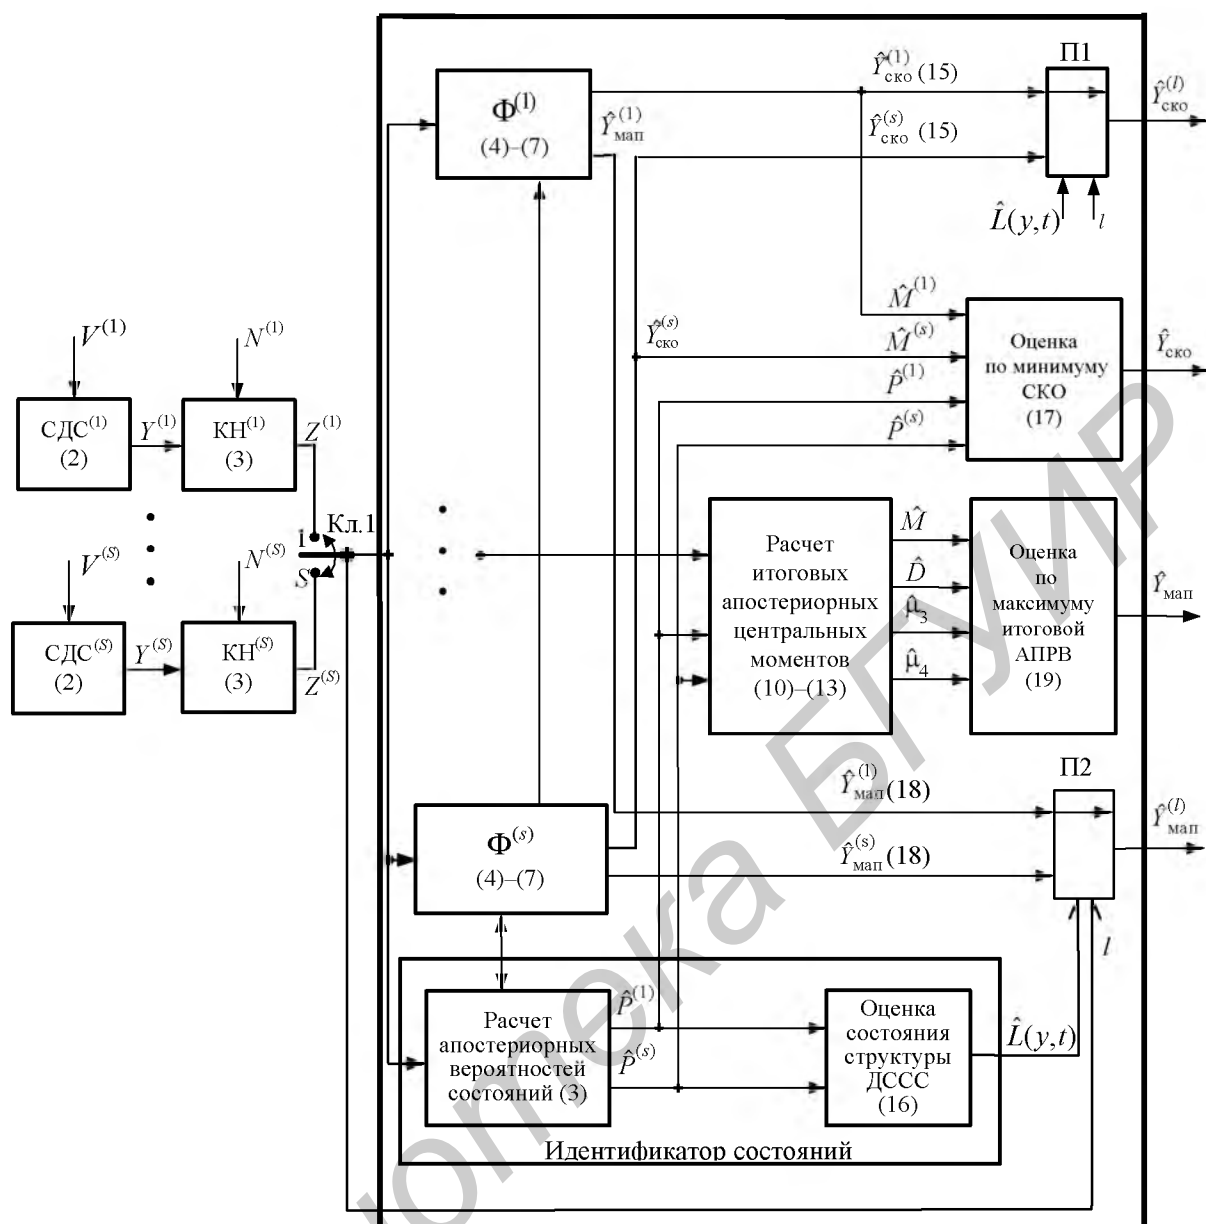 Φ⁽¹⁾
(4)–(7)
Ŷ⁽¹⁾мап
Ŷ⁽¹⁾ско (15)
Ŷ⁽ˢ⁾ско (15)
П1
Ŷ⁽ˡ⁾ско
L̂(y,t)
l
M̂⁽¹⁾
M̂⁽ˢ⁾
P̂⁽¹⁾
P̂⁽ˢ⁾
Ŷ⁽ˢ⁾ско
Оценка
по минимуму
СКО
(17)
Ŷско
V⁽¹⁾
N⁽¹⁾
СДС⁽¹⁾
(2)
Y⁽¹⁾
КН⁽¹⁾
(3)
Z⁽¹⁾
1
Кл.1
S
V⁽ˢ⁾
N⁽ˢ⁾
СДС⁽ˢ⁾
(2)
Y⁽ˢ⁾
КН⁽ˢ⁾
(3)
Z⁽ˢ⁾
Расчет
итоговых
апостериорных
центральных
моментов
(10)–(13)
M̂
D̂
μ̂₃
μ̂₄
Оценка
по
максимуму
итоговой
АПРВ
(19)
Ŷмап
Φ⁽ˢ⁾
(4)–(7)
Ŷ⁽¹⁾мап (18)
Ŷ⁽ˢ⁾мап (18)
П2
Ŷ⁽ˡ⁾мап
l
Расчет
апостериорных
вероятностей
состояний (3)
P̂⁽¹⁾
P̂⁽ˢ⁾
Оценка
состояния
структуры
ДССС
(16)
L̂(y,t)
Идентификатор состояний
отека БГУИР